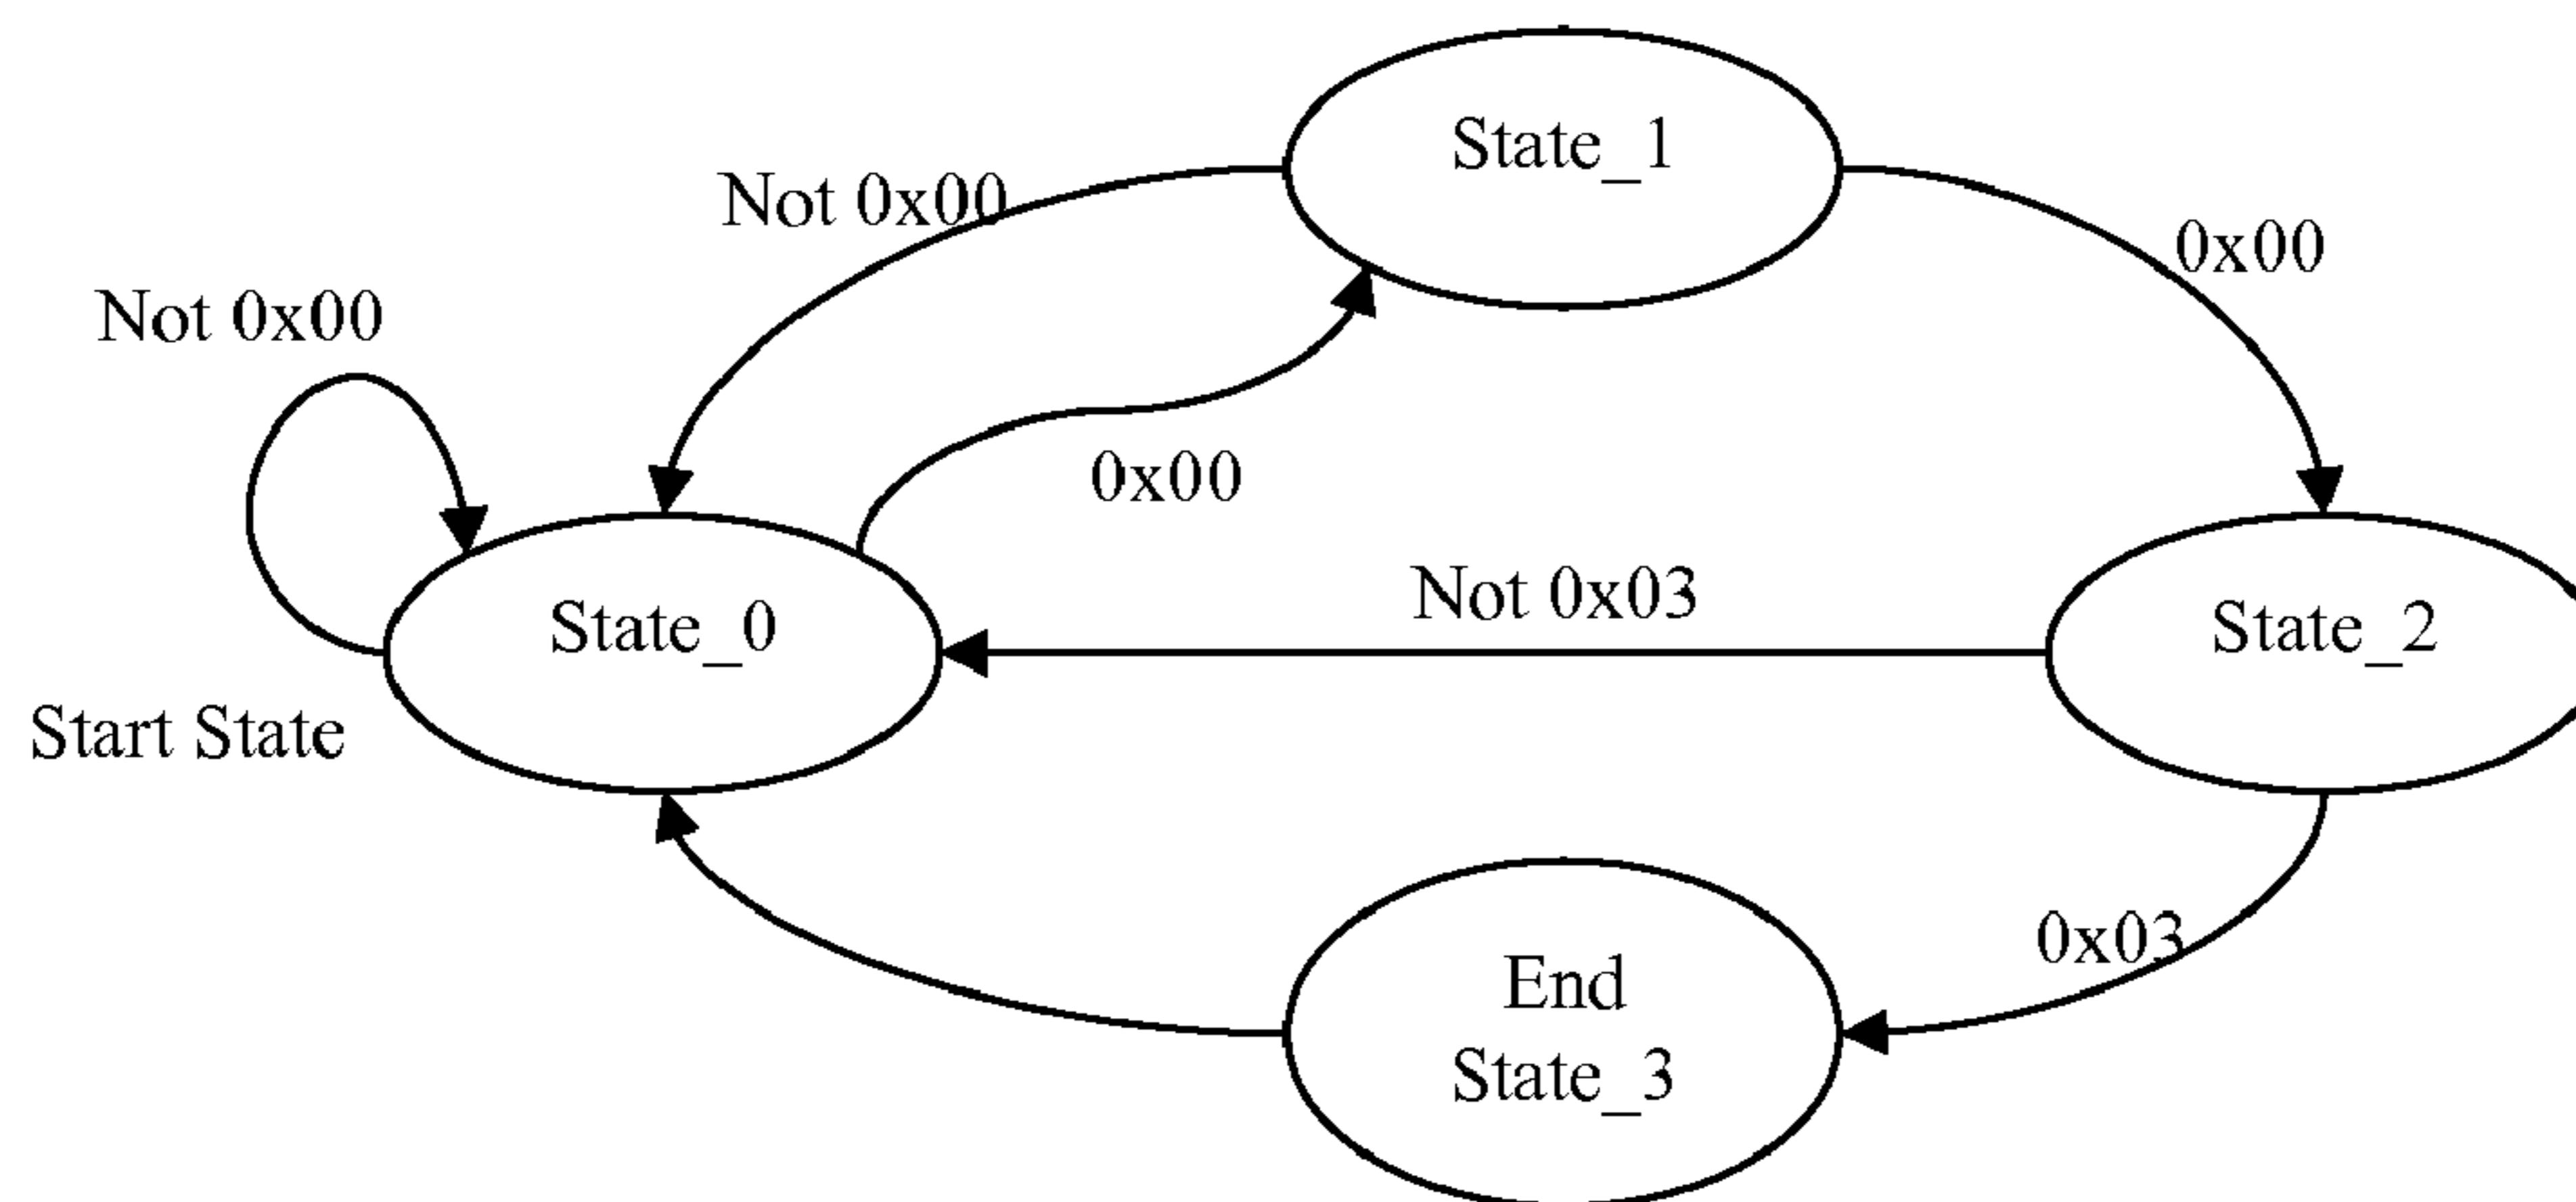 State_1
Not 0x00
0x00
Not 0x00
0x00
Not 0x03
State_0
State_2
Start State
0x03
End
State_3